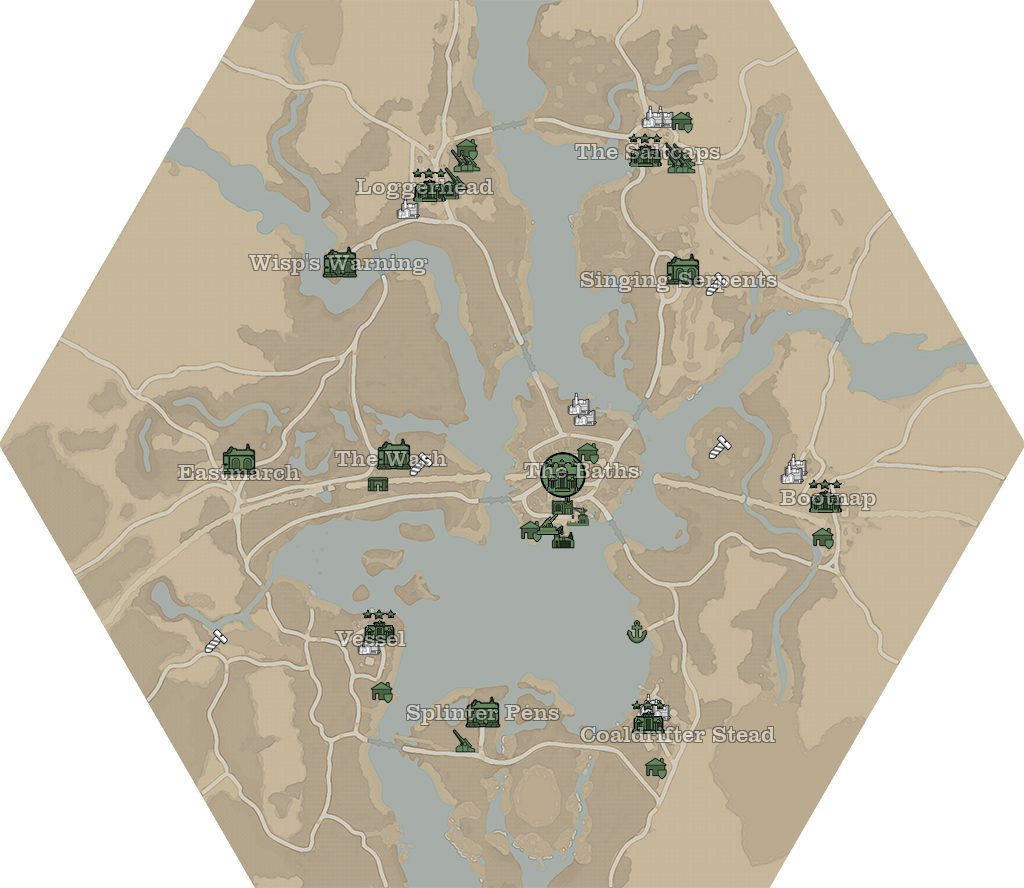 The Saltcaps
Loggerhead
Wisp's Warning
Singing Serpents
The Wash
Eastmarch
The Baths
Bootnap
Vessel
Splinter Pens
Coaldrifter Stead